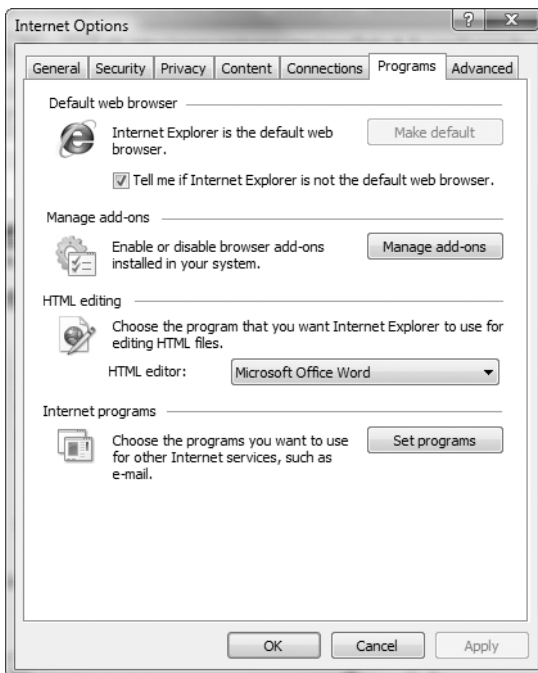 Internet Options
General Security Privacy Content Connections Programs Advanced
Default web browser
Internet Explorer is the default web
browser.
Make default
Tell me if Internet Explorer is not the default web browser.
Manage add-ons
Enable or disable browser add-ons
installed in your system.
Manage add-ons
HTML editing
Choose the program that you want Internet Explorer to use for
editing HTML files.
HTML editor: Microsoft Office Word
Internet programs
Choose the programs you want to use
for other Internet services, such as
e-mail.
Set programs
OK Cancel Apply